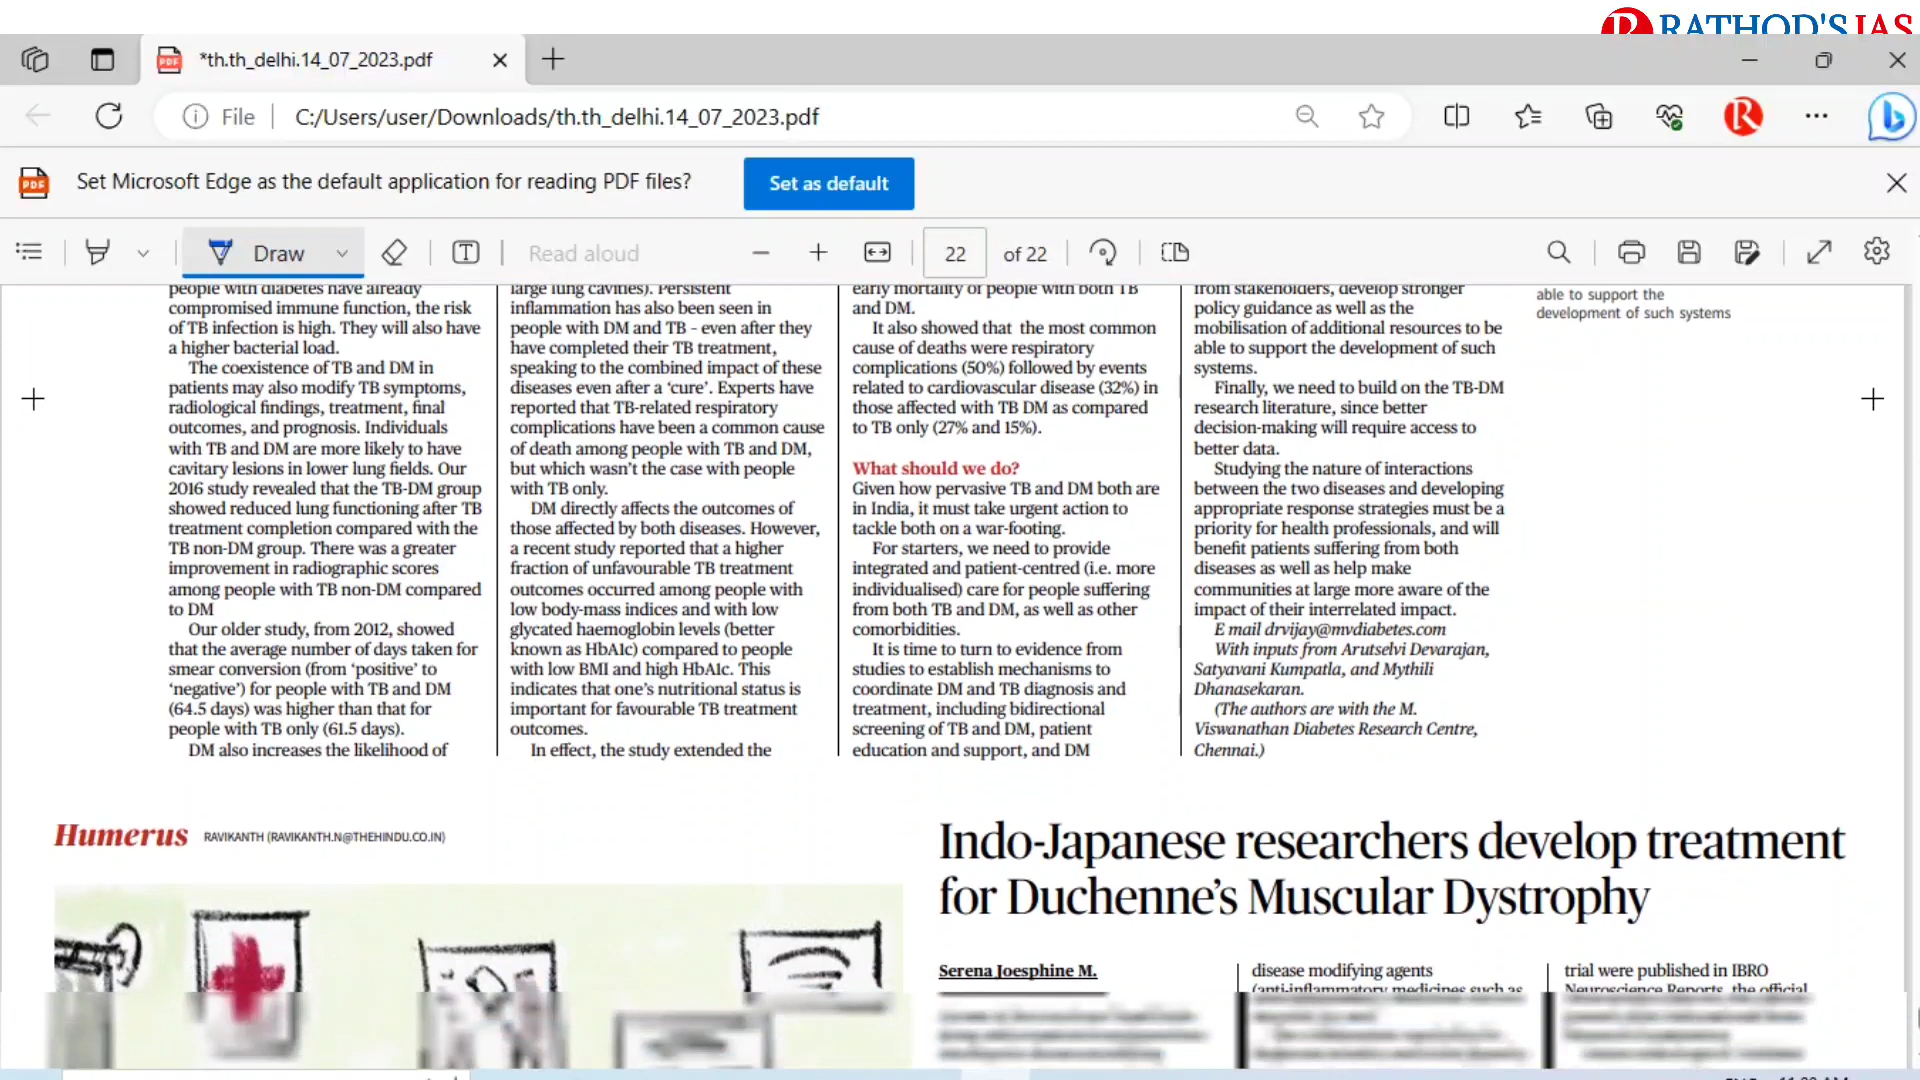 RATHOD'S IAS
*th.th_delhi.14_07_2023.pdf
File
C:/Users/user/Downloads/th.th_delhi.14_07_2023.pdf
Set Microsoft Edge as the default application for reading PDF files?
Set as default
Draw
Read aloud
22
of 22
people with diabetes have already
compromised immune function, the risk
of TB infection is high. They will also have
a higher bacterial load.
The coexistence of TB and DM in
patients may also modify TB symptoms,
radiological findings, treatment, final
outcomes, and prognosis. Individuals
with TB and DM are more likely to have
cavitary lesions in lower lung fields. Our
2016 study revealed that the TB-DM group
showed reduced lung functioning after TB
treatment completion compared with the
TB non-DM group. There was a greater
improvement in radiographic scores
among people with TB non-DM compared
to DM
Our older study, from 2012, showed
that the average number of days taken for
smear conversion (from ‘positive’ to
‘negative’) for people with TB and DM
(64.5 days) was higher than that for
people with TB only (61.5 days).
DM also increases the likelihood of
large lung cavities). Persistent
inflammation has also been seen in
people with DM and TB – even after they
have completed their TB treatment,
speaking to the combined impact of these
diseases even after a ‘cure’. Experts have
reported that TB-related respiratory
complications have been a common cause
of death among people with TB and DM,
but which wasn’t the case with people
with TB only.
DM directly affects the outcomes of
those affected by both diseases. However,
a recent study reported that a higher
fraction of unfavourable TB treatment
outcomes occurred among people with
low body-mass indices and with low
glycated haemoglobin levels (better
known as HbA1c) compared to people
with low BMI and high HbA1c. This
indicates that one’s nutritional status is
important for favourable TB treatment
outcomes.
In effect, the study extended the
early mortality of people with both TB
and DM.
It also showed that the most common
cause of deaths were respiratory
complications (50%) followed by events
related to cardiovascular disease (32%) in
those affected with TB DM as compared
to TB only (27% and 15%).
What should we do?
Given how pervasive TB and DM both are
in India, it must take urgent action to
tackle both on a war-footing.
For starters, we need to provide
integrated and patient-centred (i.e. more
individualised) care for people suffering
from both TB and DM, as well as other
comorbidities.
It is time to turn to evidence from
studies to establish mechanisms to
coordinate DM and TB diagnosis and
treatment, including bidirectional
screening of TB and DM, patient
education and support, and DM
from stakeholders, develop stronger
policy guidance as well as the
mobilisation of additional resources to be
able to support the development of such
systems.
Finally, we need to build on the TB-DM
research literature, since better
decision-making will require access to
better data.
Studying the nature of interactions
between the two diseases and developing
appropriate response strategies must be a
priority for health professionals, and will
benefit patients suffering from both
diseases as well as help make
communities at large more aware of the
impact of their interrelated impact.
E mail drvijay@mvdiabetes.com
With inputs from Arutselvi Devarajan,
Satyavani Kumpatla, and Mythili
Dhanasekaran.
(The authors are with the M.
Viswanathan Diabetes Research Centre,
Chennai.)
able to support the
development of such systems
Humerus RAVIKANTH (RAVIKANTH.N@THEHINDU.CO.IN)
Indo-Japanese researchers develop treatment
for Duchenne’s Muscular Dystrophy
Serena Joesphine M.
disease modifying agents
(anti-inflammatory medicines such as
trial were published in IBRO
Neuroscience Reports, the official